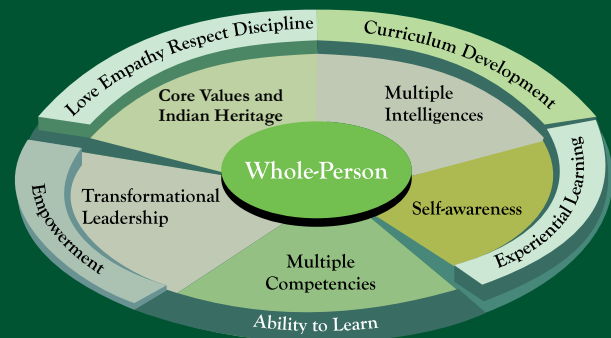 Love Empathy Respect Discipline
Curriculum Development
Core Values and
Indian Heritage
Multiple
Intelligences
Whole-Person
Empowerment
Transformational
Leadership
Self-awareness
Experiential Learning
Multiple
Competencies
Ability to Learn